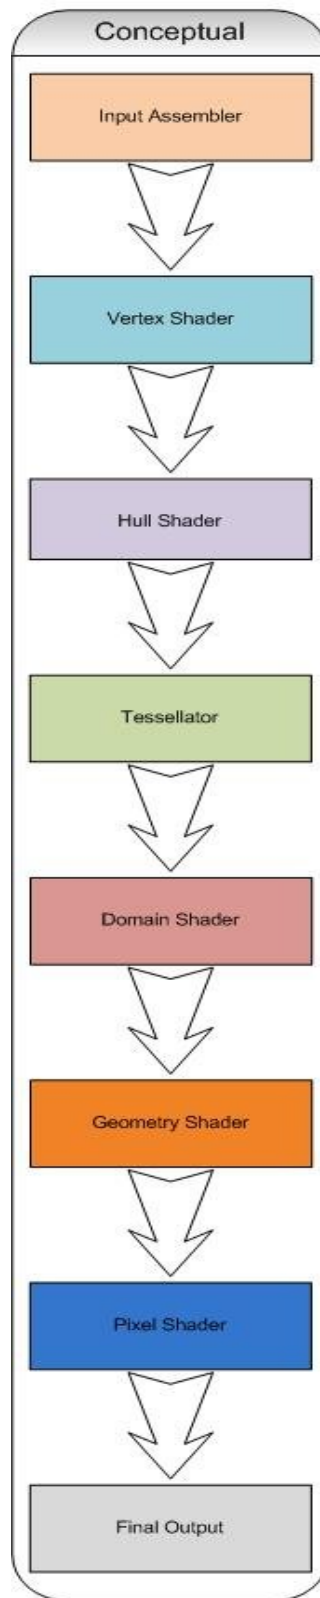 Conceptual
Input Assembler
Vertex Shader
Hull Shader
Tessellator
Domain Shader
Geometry Shader
Pixel Shader
Final Output